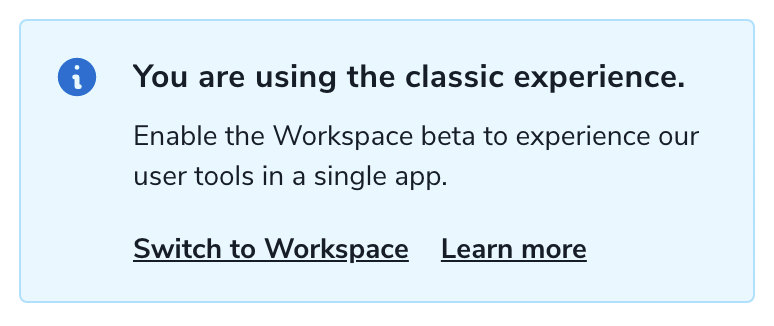 You are using the classic experience.
Enable the Workspace beta to experience our
user tools in a single app.
Switch to Workspace Learn more